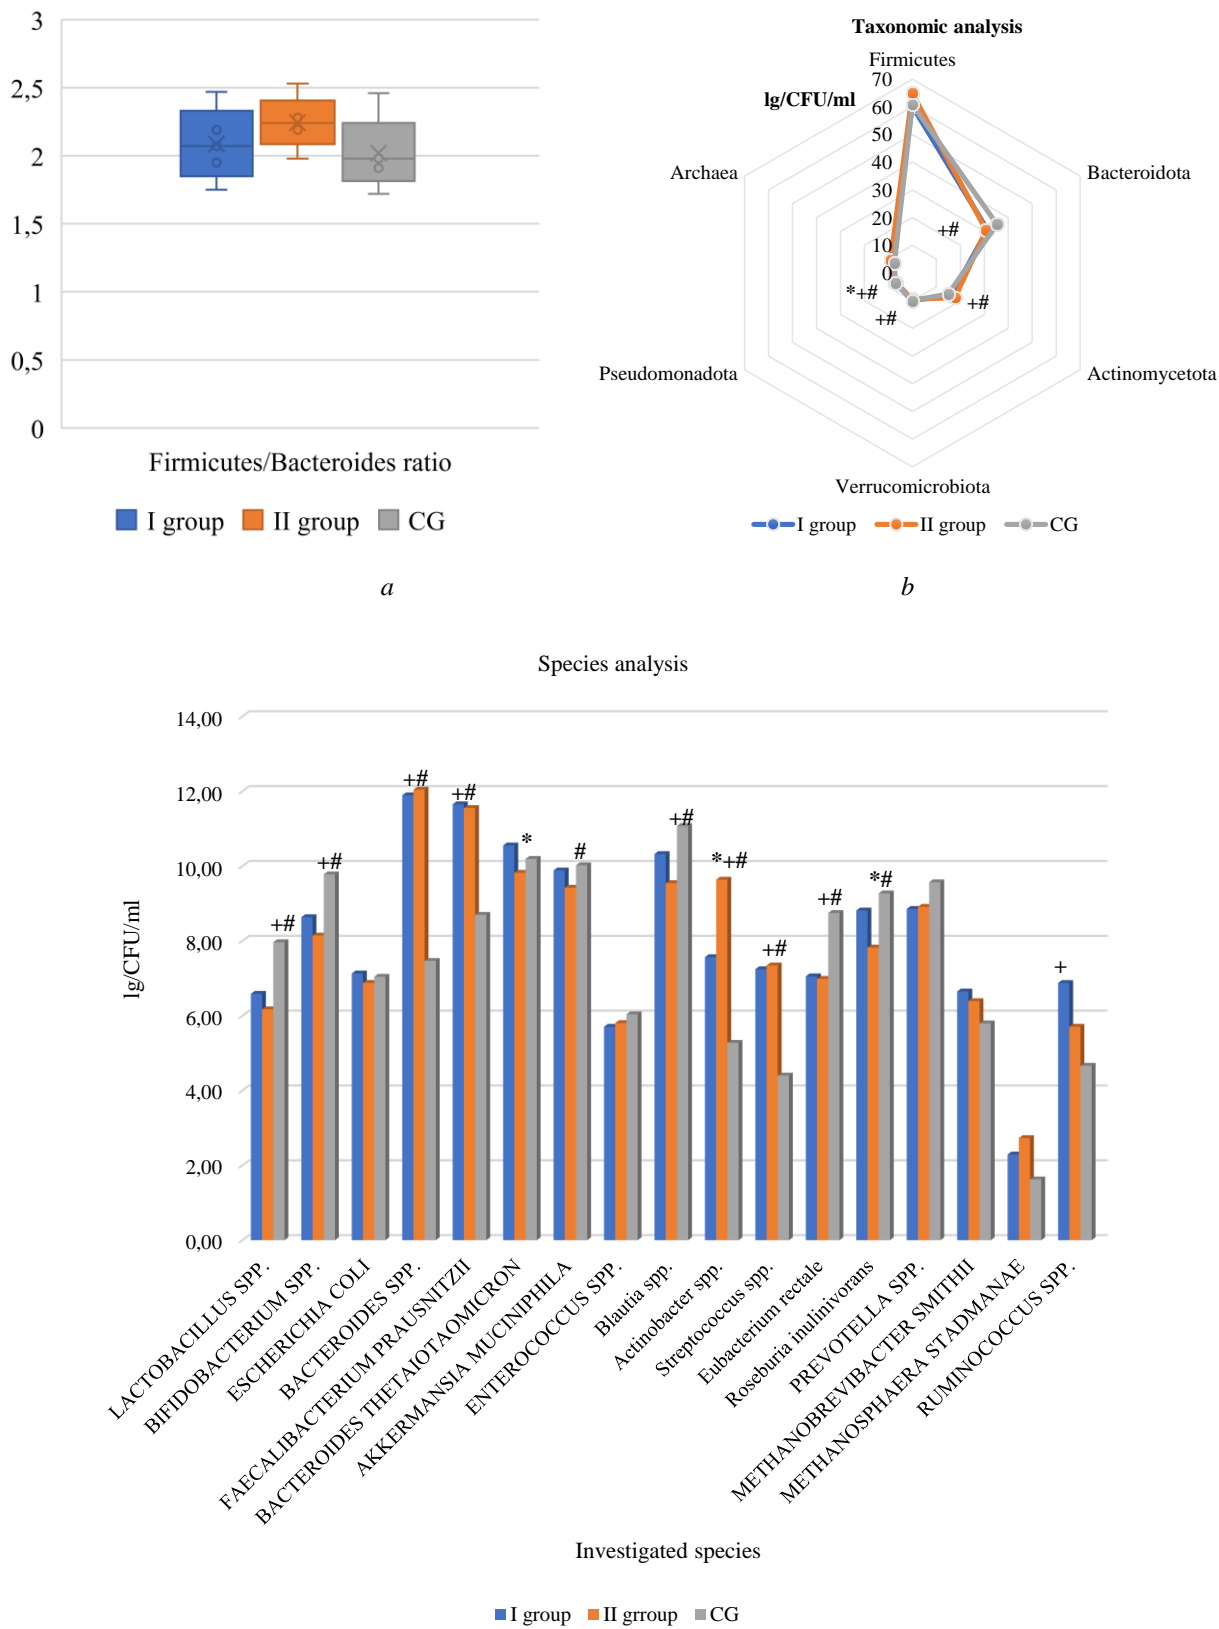 3
2,5
2
1,5
1
0,5
0
Firmicutes/Bacteroides ratio
I group II group CG
a
Taxonomic analysis
Firmicutes
lg/CFU/ml
70
60
50
40
30
20
10
0
Archaea
Bacteroidota
+#
*+#
+#
+#
Pseudomonadota
Actinomycetota
Verrucomicrobiota
I group II group CG
b
Species analysis
14,00
12,00
10,00
8,00
6,00
4,00
2,00
0,00
lg/CFU/ml
+#
+#
+#
+#
*
#
+#
*+#
+#
+#
*#
+
LACTOBACILLUS SPP.
BIFIDOBACTERIUM SPP.
ESCHERICHIA COLI
BACTEROIDES SPP.
FAECALIBACTERIUM PRAUSNITZII
BACTEROIDES THETAIOTAOMICRON
AKKERMANSIA MUCINIPHILA
ENTEROCOCCUS SPP.
Blautia spp.
Actinobacter spp.
Streptococcus spp.
Eubacterium rectale
Roseburia inulinivorans
PREVOTELLA SPP.
METHANOBREVIBACTER SMITHII
METHANOSPHAERA STADMANAE
RUMINOCOCCUS SPP.
Investigated species
I group II grroup CG